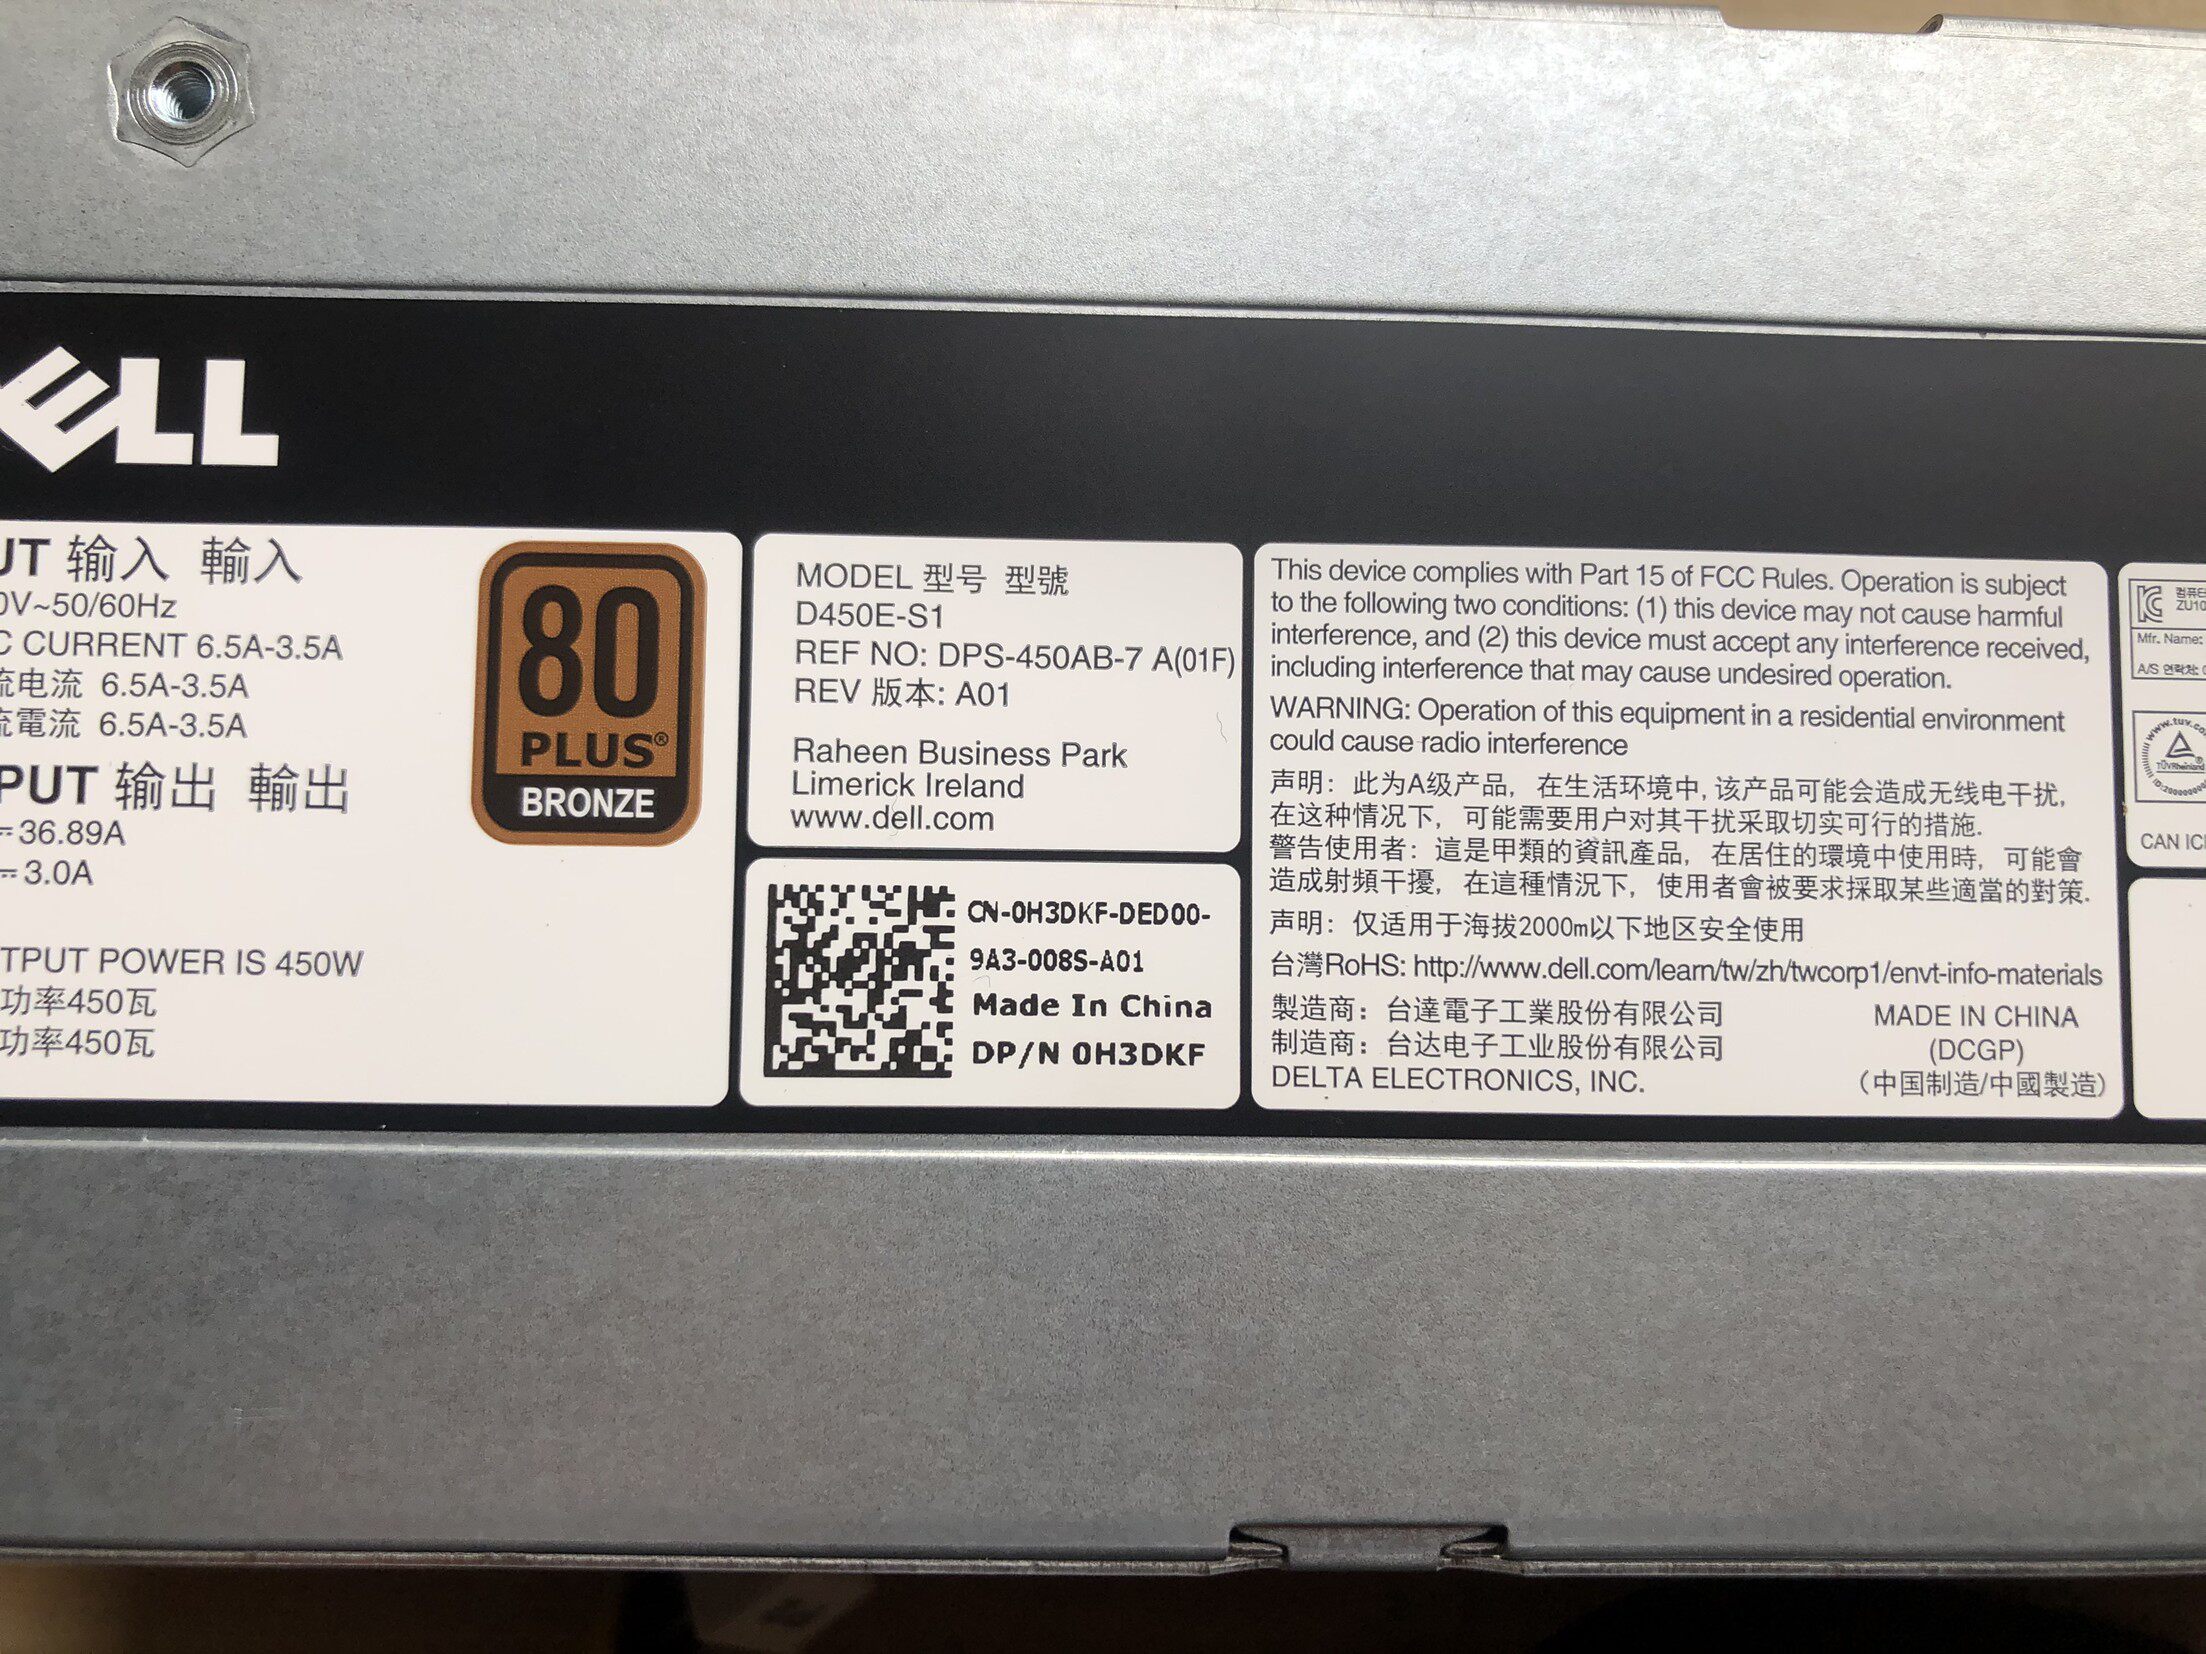 DELL
输入 輸入
V~50/60Hz
CURRENT 6.5A-3.5A
流电流 6.5A-3.5A
流電流 6.5A-3.5A
输出 輸出
⎓36.89A
⎓3.0A
POWER IS 450W
功率450瓦
功率450瓦
80
PLUS®
BRONZE
MODEL 型号 型號
D450E-S1
REF NO: DPS-450AB-7 A(01F)
REV 版本: A01
Raheen Business Park
Limerick Ireland
www.dell.com
CN-0H3DKF-DED00-
9A3-008S-A01
Made In China
DP/N 0H3DKF
This device complies with Part 15 of FCC Rules. Operation is subject
to the following two conditions: (1) this device may not cause harmful
interference, and (2) this device must accept any interference received,
including interference that may cause undesired operation.
WARNING: Operation of this equipment in a residential environment
could cause radio interference
声明：此为A级产品，在生活环境中,该产品可能会造成无线电干扰，
在这种情况下，可能需要用户对其干扰采取切实可行的措施.
警告使用者：這是甲類的資訊產品，在居住的環境中使用時，可能會
造成射頻干擾，在這種情況下，使用者會被要求採取某些適當的對策.
声明：仅适用于海拔2000m以下地区安全使用
台灣RoHS: http://www.dell.com/learn/tw/zh/twcorp1/envt-info-materials
製造商：台達電子工業股份有限公司
制造商：台达电子工业股份有限公司
DELTA ELECTRONICS, INC.
MADE IN CHINA
(DCGP)
(中国制造/中國製造)
컴퓨터
ZU10
Mfr. Name:
A/S 연락처:
www.tuv.co
TÜVRheinland
CAN ICE